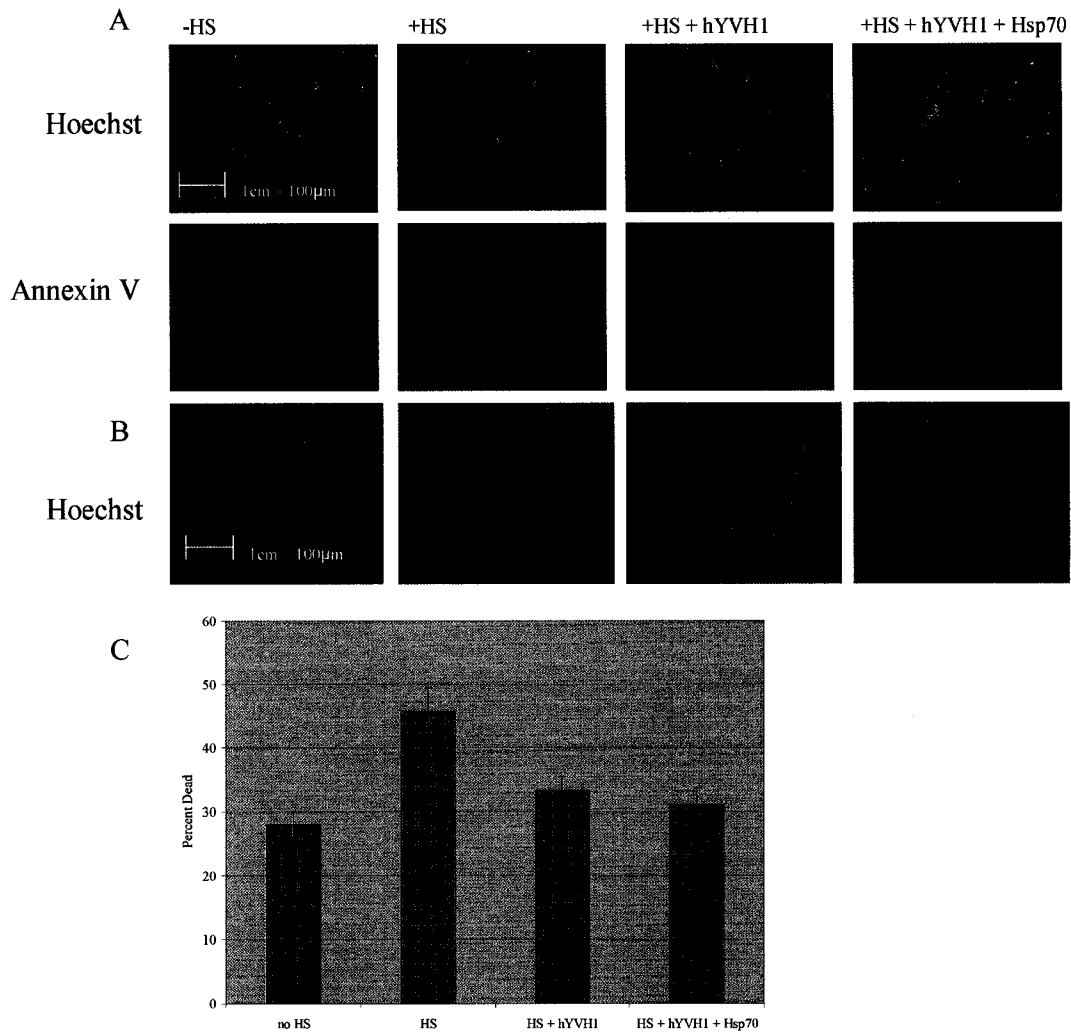 A
-HS +HS +HS + hYVH1 +HS + hYVH1 + Hsp70
Hoechst
1cm - 100µm
Annexin V
B
Hoechst
1cm 100µm
C
60
50
40
30
20
10
0
Percent Dead
no HS HS HS + hYVH1 HS + hYVH1 + Hsp70